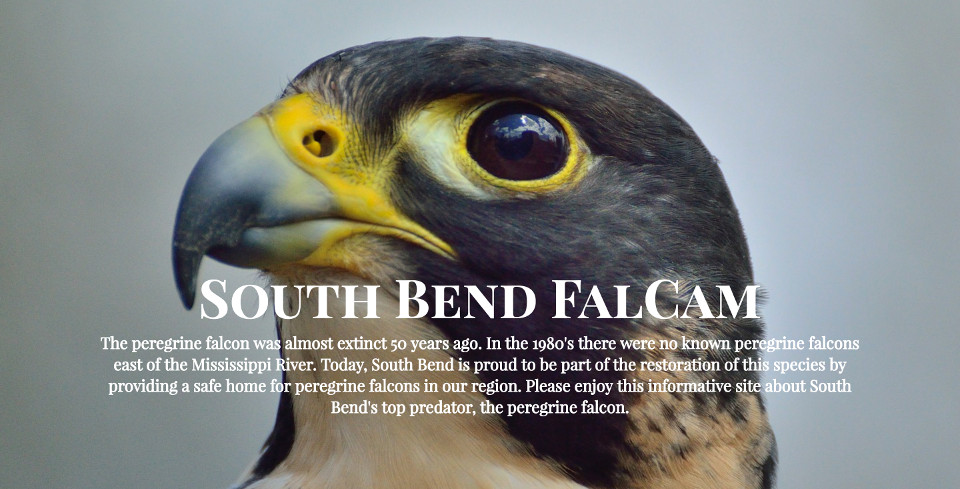 South Bend FalCam
The peregrine falcon was almost extinct 50 years ago. In the 1980's there were no known peregrine falcons
east of the Mississippi River. Today, South Bend is proud to be part of the restoration of this species by
providing a safe home for peregrine falcons in our region. Please enjoy this informative site about South
Bend's top predator, the peregrine falcon.